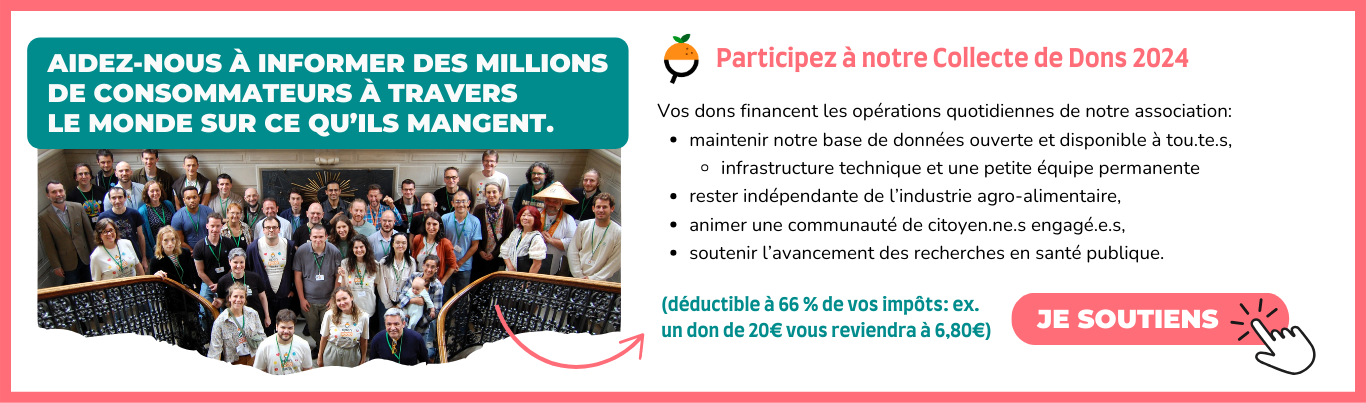 AIDEZ-NOUS À INFORMER DES MILLIONS
DE CONSOMMATEURS À TRAVERS
LE MONDE SUR CE QU’ILS MANGENT.
Participez à notre Collecte de Dons 2024
Vos dons financent les opérations quotidiennes de notre association:
• maintenir notre base de données ouverte et disponible à tou.te.s,
◦ infrastructure technique et une petite équipe permanente
• rester indépendante de l’industrie agro-alimentaire,
• animer une communauté de citoyen.ne.s engagé.e.s,
• soutenir l’avancement des recherches en santé publique.
(déductible à 66 % de vos impôts: ex.
un don de 20€ vous reviendra à 6,80€)
JE SOUTIENS